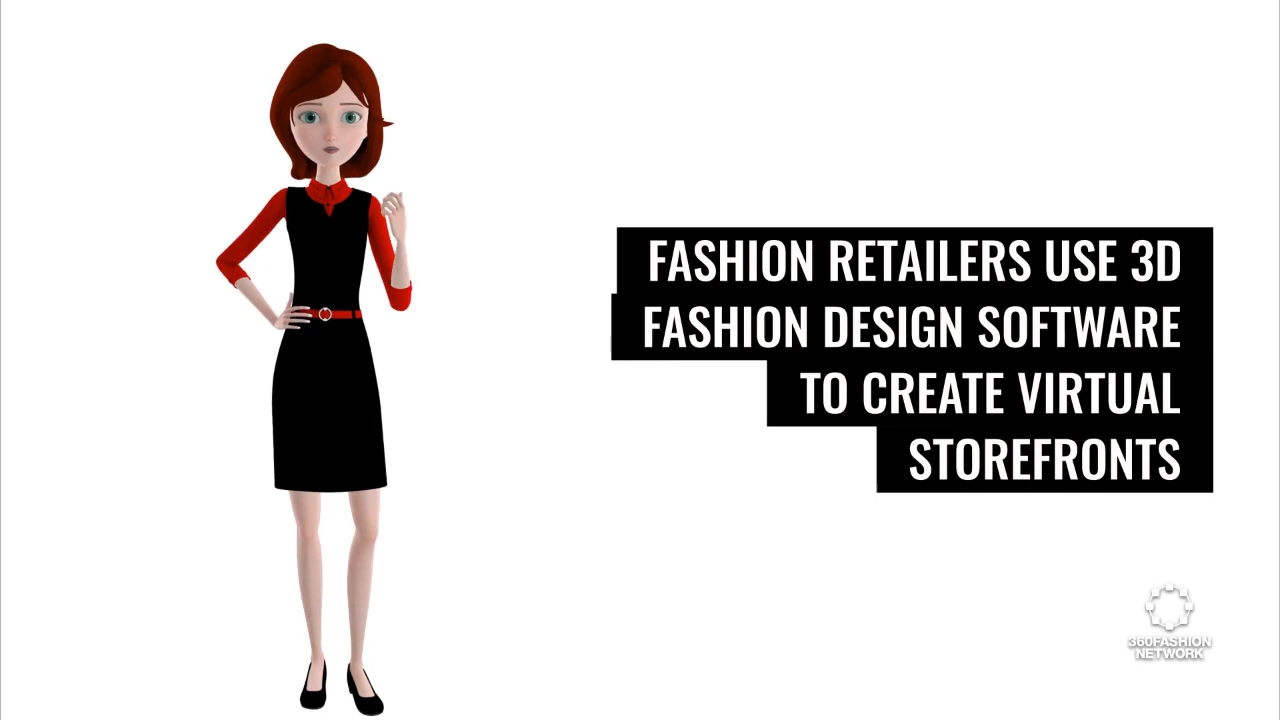 FASHION RETAILERS USE 3D
FASHION DESIGN SOFTWARE
TO CREATE VIRTUAL
STOREFRONTS
360FASHION
NETWORK